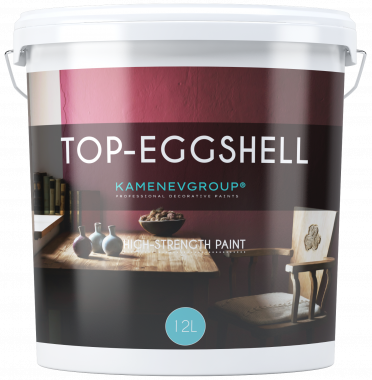 TOP-EGGSHELL
KAMENEVGROUP®
PROFESSIONAL DECORATIVE PAINTS
HIGH-STRENGTH PAINT
1.2L